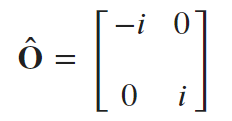 Ô = [ -i 0
0 i ]